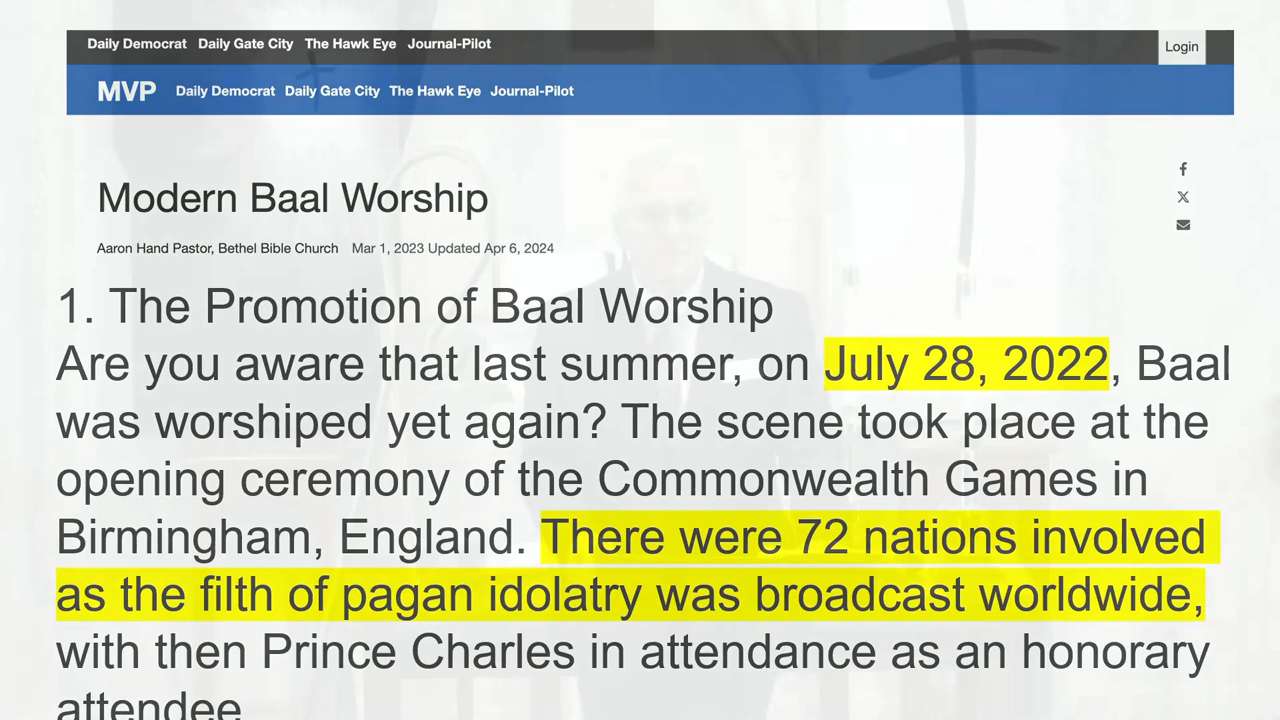 Daily Democrat Daily Gate City The Hawk Eye Journal-Pilot Login
MVP Daily Democrat Daily Gate City The Hawk Eye Journal-Pilot
Modern Baal Worship
Aaron Hand Pastor, Bethel Bible Church Mar 1, 2023 Updated Apr 6, 2024
1. The Promotion of Baal Worship
Are you aware that last summer, on July 28, 2022, Baal
was worshiped yet again? The scene took place at the
opening ceremony of the Commonwealth Games in
Birmingham, England. There were 72 nations involved
as the filth of pagan idolatry was broadcast worldwide,
with then Prince Charles in attendance as an honorary
attendee